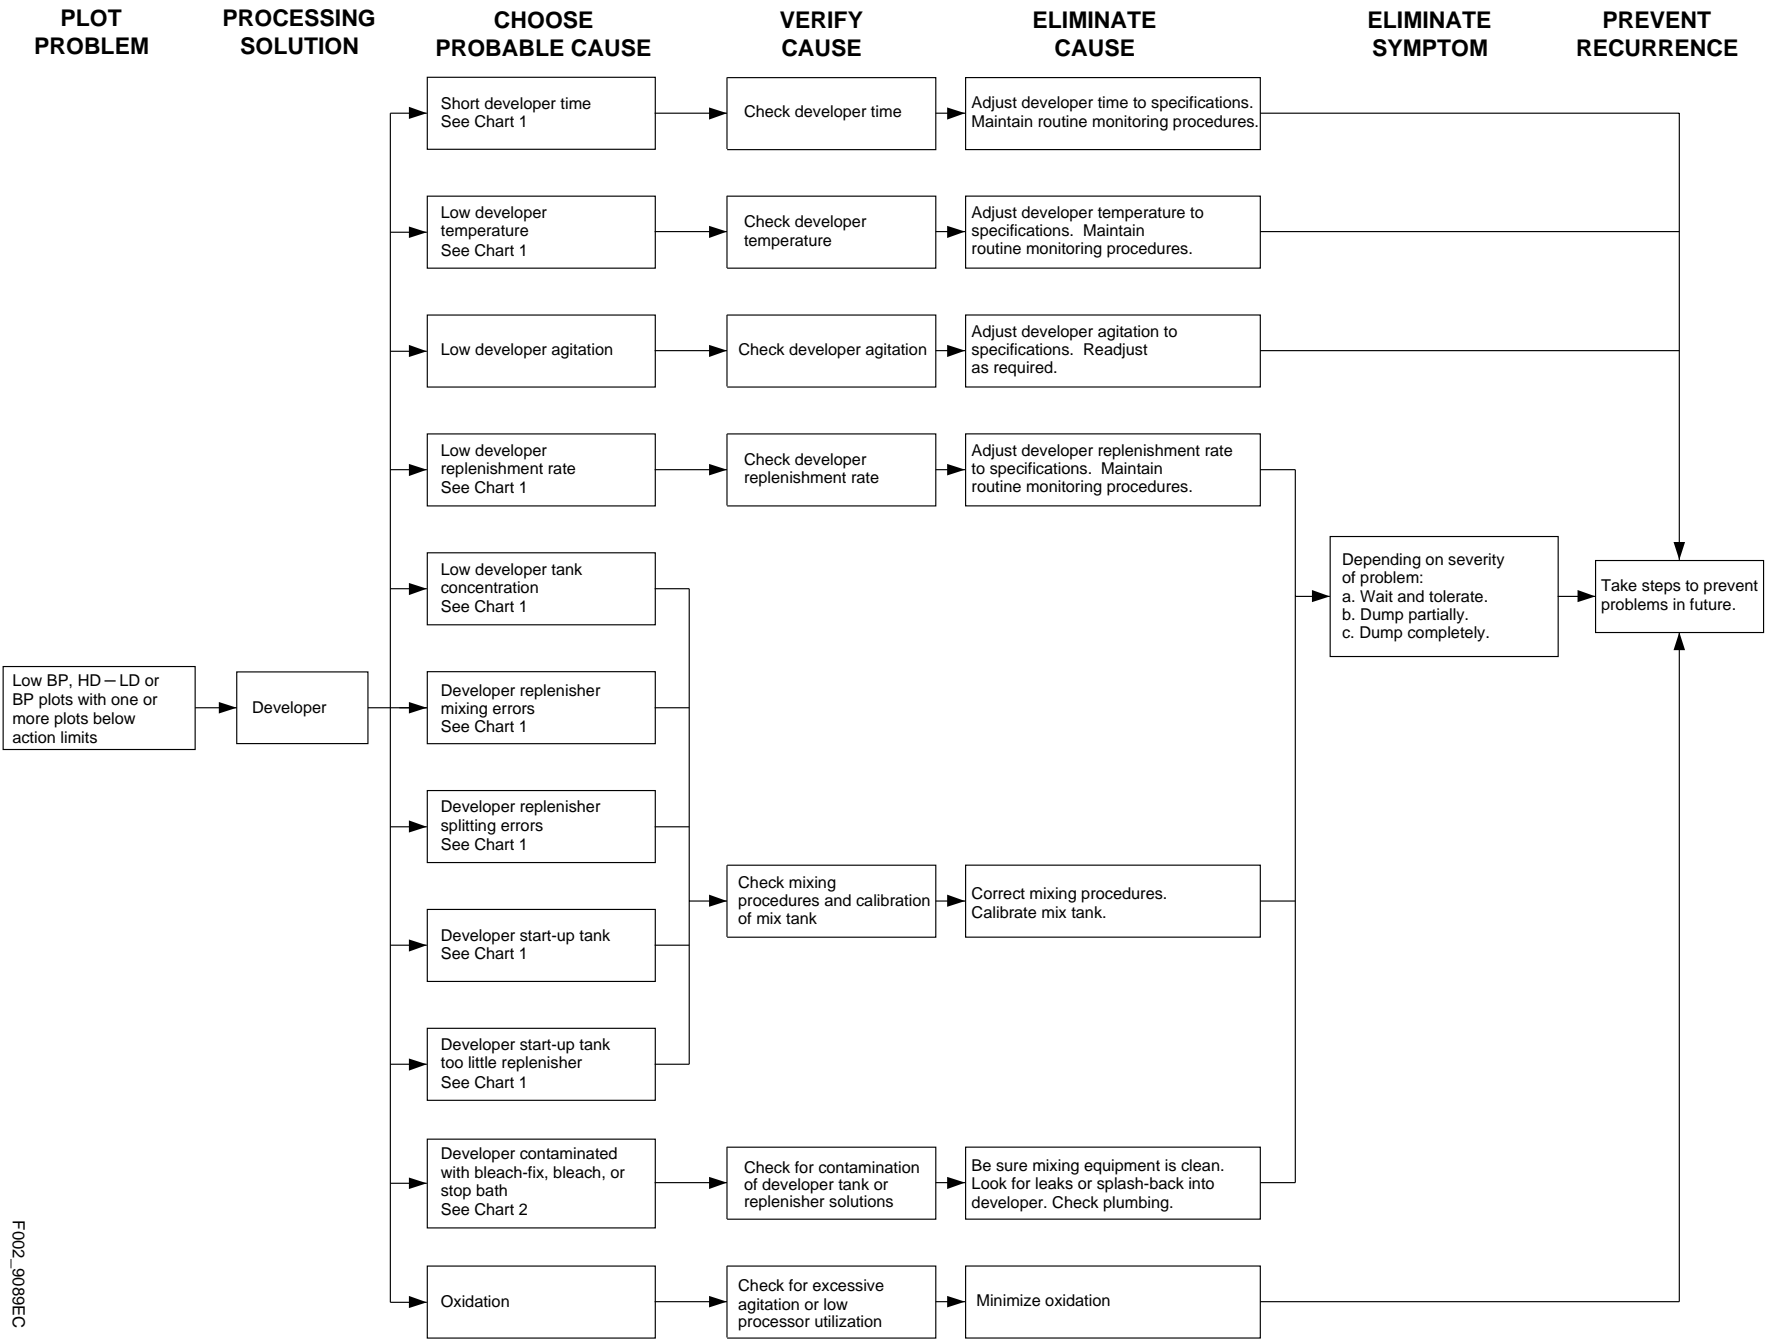 PLOT
PROBLEM
PROCESSING
SOLUTION
CHOOSE
PROBABLE CAUSE
VERIFY
CAUSE
ELIMINATE
CAUSE
ELIMINATE
SYMPTOM
PREVENT
RECURRENCE
Low BP, HD – LD or
BP plots with one or
more plots below
action limits
Developer
Short developer time
See Chart 1
Check developer time
Adjust developer time to specifications.
Maintain routine monitoring procedures.
Low developer
temperature
See Chart 1
Check developer
temperature
Adjust developer temperature to
specifications. Maintain
routine monitoring procedures.
Low developer agitation
Check developer agitation
Adjust developer agitation to
specifications. Readjust
as required.
Low developer
replenishment rate
See Chart 1
Check developer
replenishment rate
Adjust developer replenishment rate
to specifications. Maintain
routine monitoring procedures.
Low developer tank
concentration
See Chart 1
Developer replenisher
mixing errors
See Chart 1
Developer replenisher
splitting errors
See Chart 1
Developer start-up tank
See Chart 1
Developer start-up tank
too little replenisher
See Chart 1
Check mixing
procedures and calibration
of mix tank
Correct mixing procedures.
Calibrate mix tank.
Developer contaminated
with bleach-fix, bleach, or
stop bath
See Chart 2
Check for contamination
of developer tank or
replenisher solutions
Be sure mixing equipment is clean.
Look for leaks or splash-back into
developer. Check plumbing.
Oxidation
Check for excessive
agitation or low
processor utilization
Minimize oxidation
Depending on severity
of problem:
a. Wait and tolerate.
b. Dump partially.
c. Dump completely.
Take steps to prevent
problems in future.
F002_9089EC